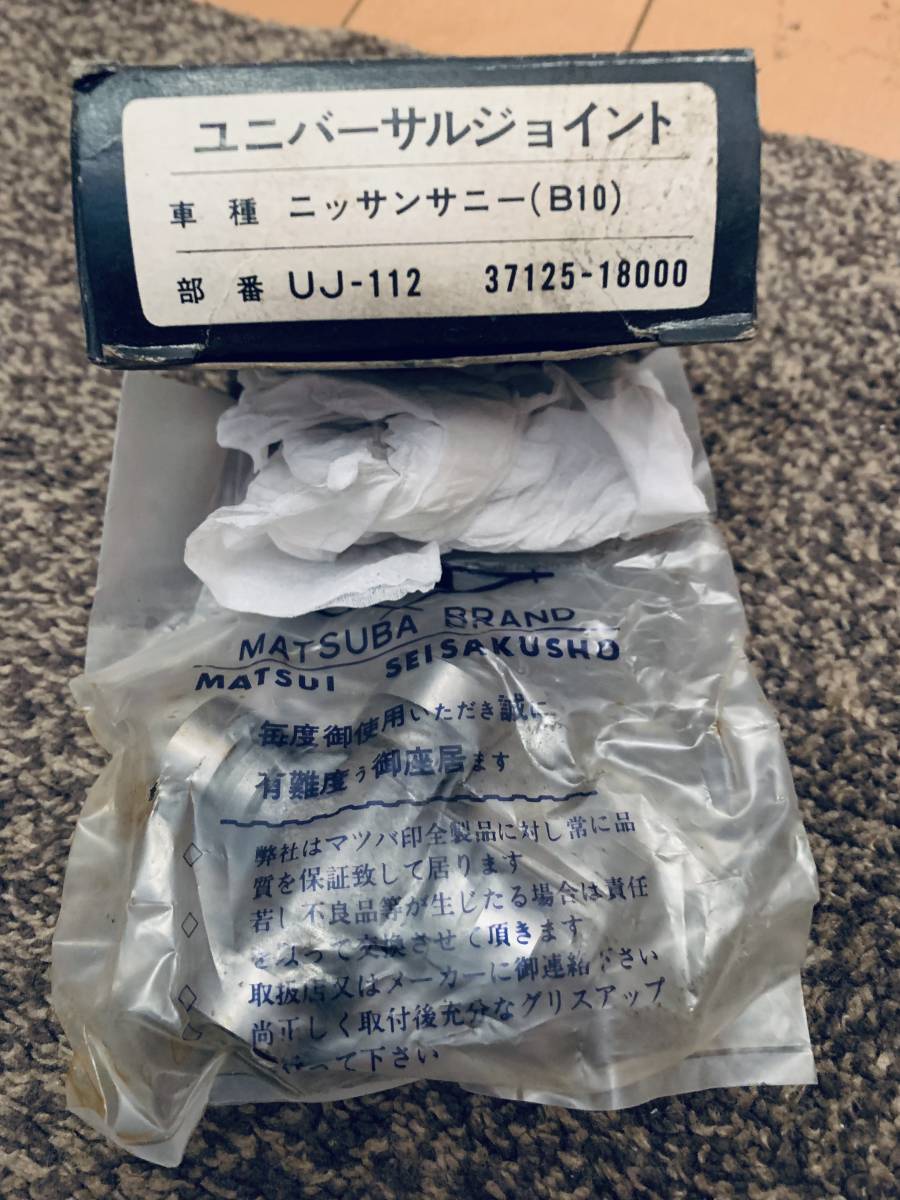 ユニバーサルジョイント
車種 ニッサンサニー(B10)
部番 UJ-112 37125-18000
MATSUBA BRAND
MATSUI SEISAKUSHO
毎度御使用いただき誠に
有難度う御座居ます
弊社はマツバ印全製品に対し常に品
質を保証致して居ります
若し不良品等が生じたる場合は責任
を以って交換させて頂きます
取扱店又はメーカーに御連絡下さい
尚正しく取付後充分なグリスアップ
って下さい